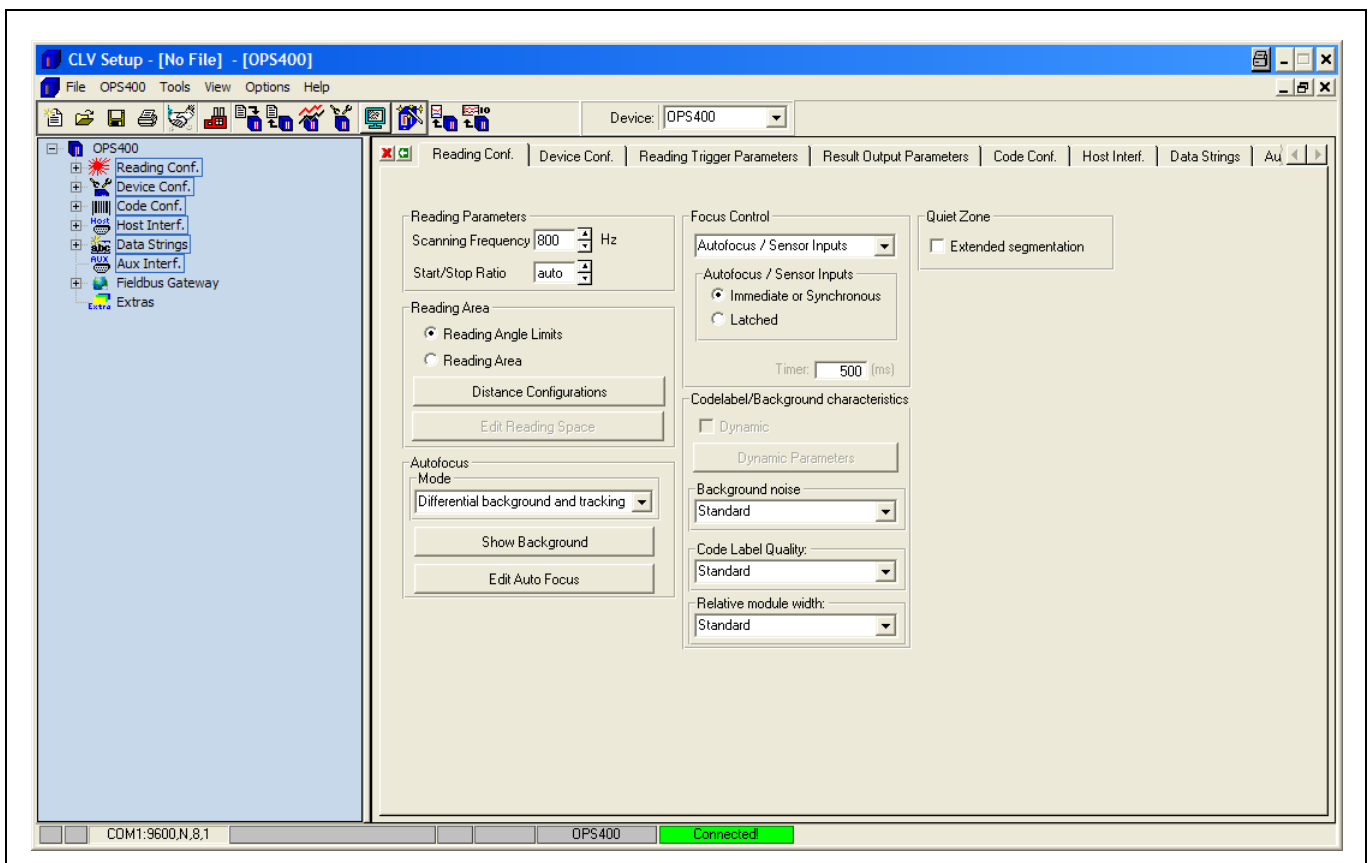 CLV Setup - [No File] - [OPS400]
File OPS400 Tools View Options Help
Device: OPS400
OPS400
Reading Conf.
Device Conf.
Code Conf.
Host
Host Interf.
abc
Data Strings
AUX
Aux Interf.
Fieldbus Gateway
Extra
Extras
Reading Conf. Device Conf. Reading Trigger Parameters Result Output Parameters Code Conf. Host Interf. Data Strings Au
Reading Parameters
Scanning Frequency 800 Hz
Start/Stop Ratio auto
Reading Area
Reading Angle Limits
Reading Area
Distance Configurations
Edit Reading Space
Autofocus
Mode
Differential background and tracking
Show Background
Edit Auto Focus
Focus Control
Autofocus / Sensor Inputs
Autofocus / Sensor Inputs
Immediate or Synchronous
Latched
Timer: 500 (ms)
Codelabel/Background characteristics
Dynamic
Dynamic Parameters
Background noise
Standard
Code Label Quality:
Standard
Relative module width:
Standard
Quiet Zone
Extended segmentation
COM1:9600,N,8,1 OPS400 Connected!